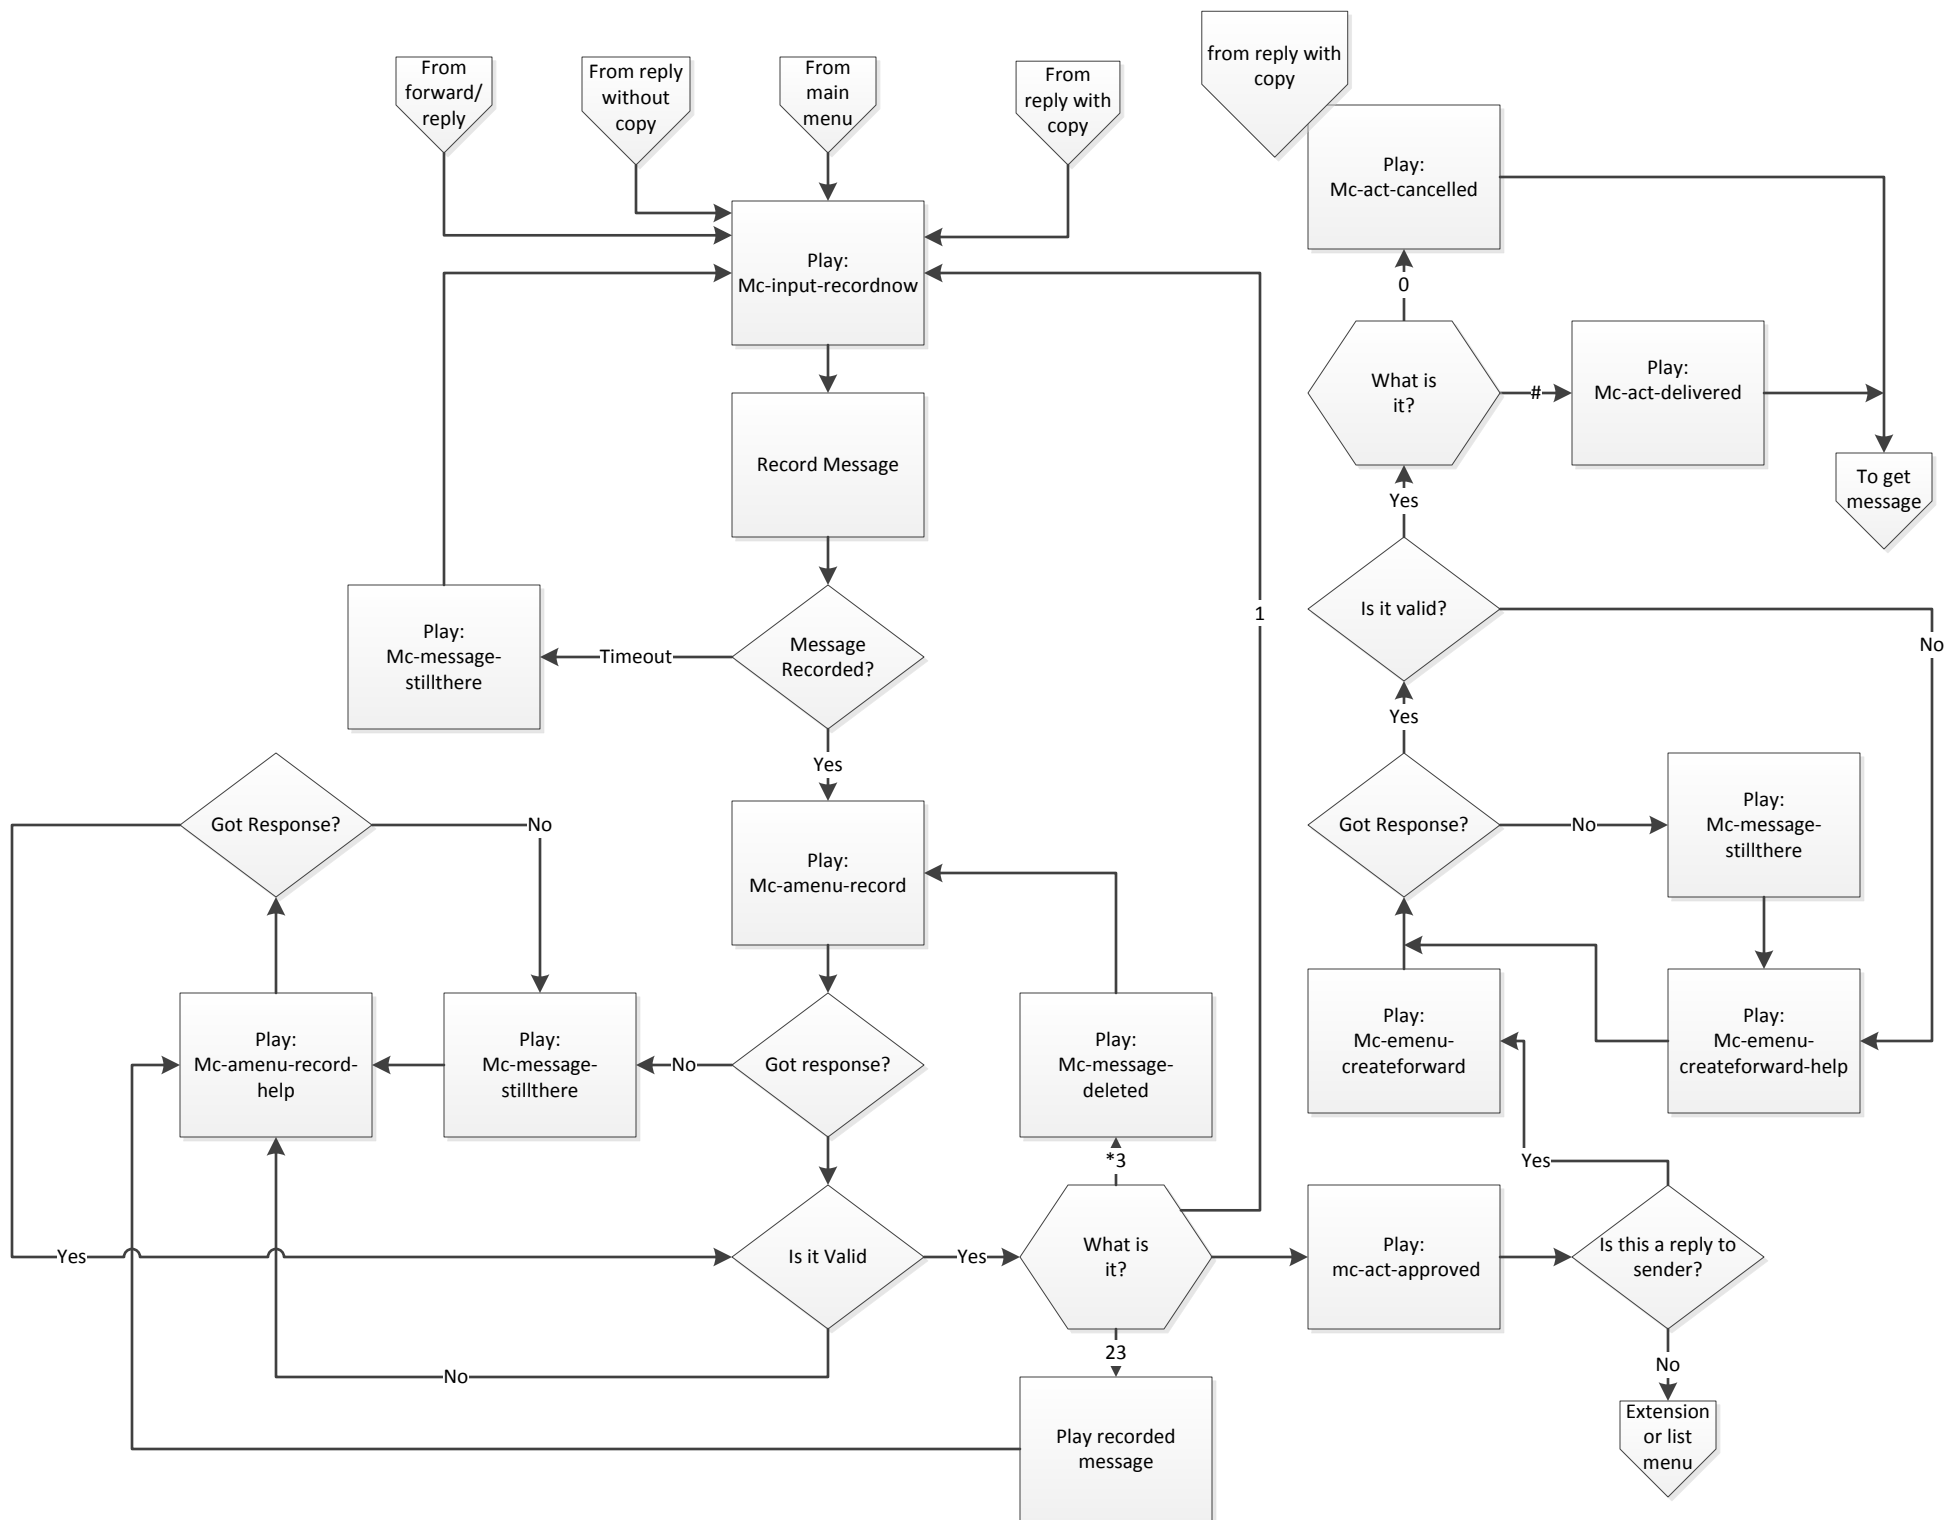 From
forward/
reply
From reply
without
copy
From
main
menu
From
reply with
copy
from reply with
copy
Play:
Mc-act-cancelled
Play:
Mc-input-recordnow
0
What is
it?
#
Play:
Mc-act-delivered
Record Message
To get
message
Yes
Is it valid?
1
No
Play:
Mc-message-
stillthere
Timeout
Message
Recorded?
Yes
Yes
Got Response?
No
Play:
Mc-amenu-record
Got Response?
No
Play:
Mc-message-
stillthere
Play:
Mc-amenu-record-
help
Play:
Mc-message-
stillthere
No
Got response?
Play:
Mc-message-
deleted
Play:
Mc-emenu-
createforward
Play:
Mc-emenu-
createforward-help
*3
Yes
Yes
Is it Valid
Yes
What is
it?
Play:
mc-act-approved
Is this a reply to
sender?
No
23
No
Play recorded
message
Extension
or list
menu